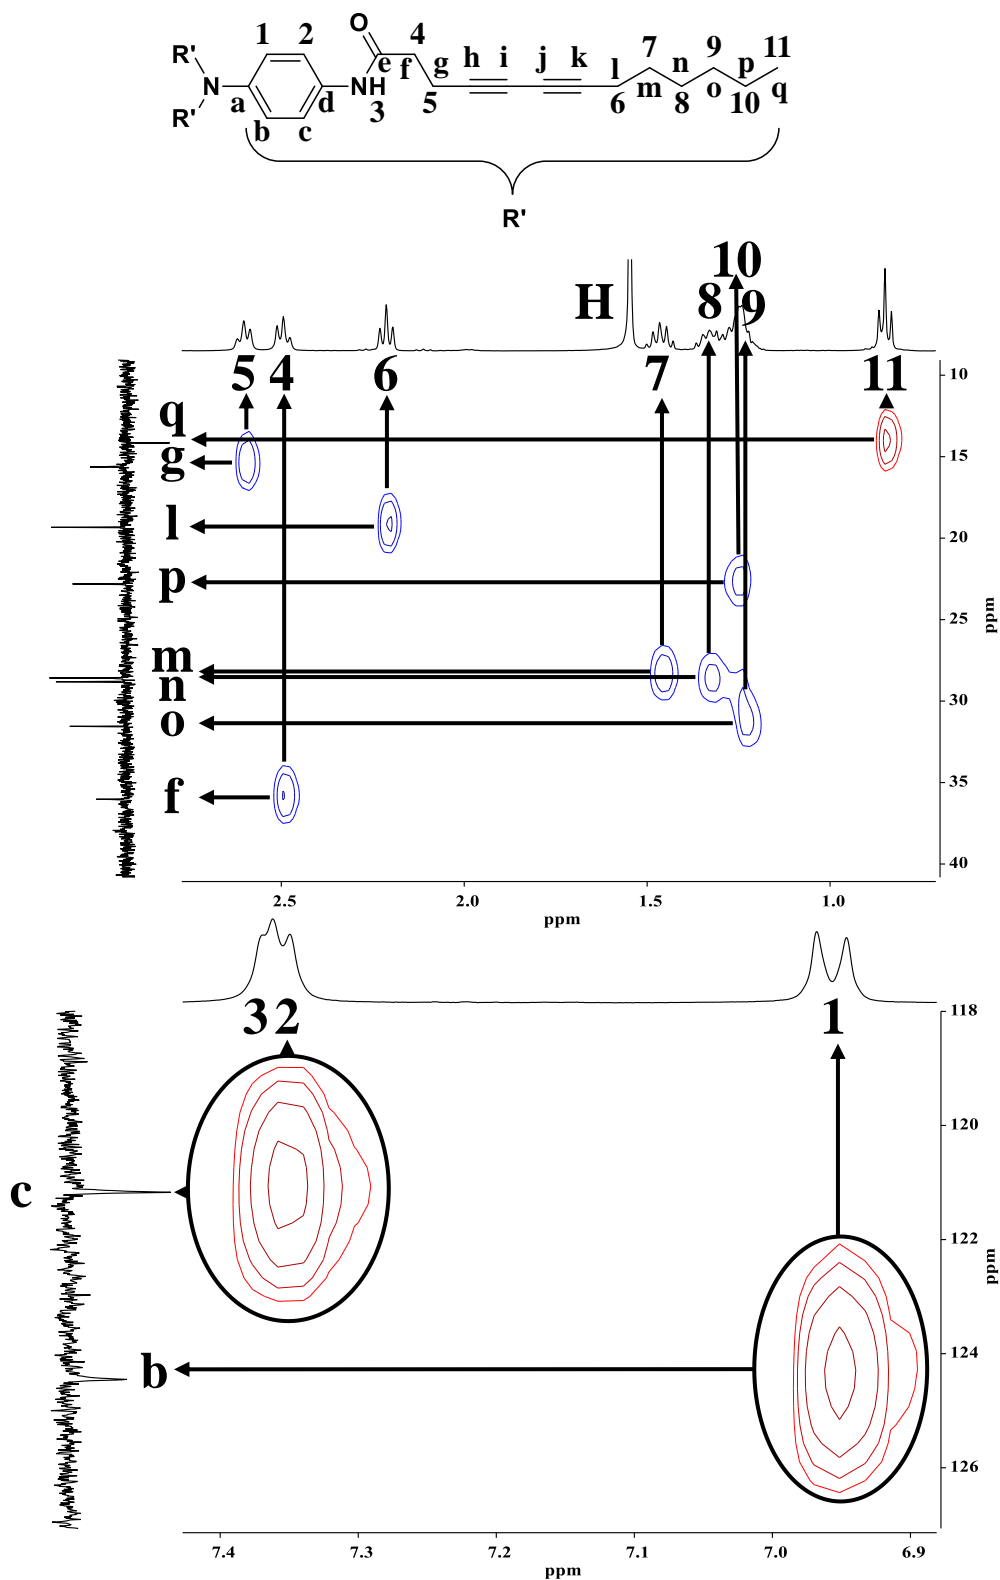 O
1 2 4 7 9 11
R' e h i j k n p
N a d NH f g l m o q
R' 3 5 6 8 10
b c
R'
10
H 8 9
5 4 6 7 11
q
g
l
p
m
n
o
f
10
15
20
25
30
35
40
ppm
2.5 2.0 1.5 1.0
ppm
3 2 1
c
b
118
120
122
124
126
ppm
7.4 7.3 7.2 7.1 7.0 6.9
ppm